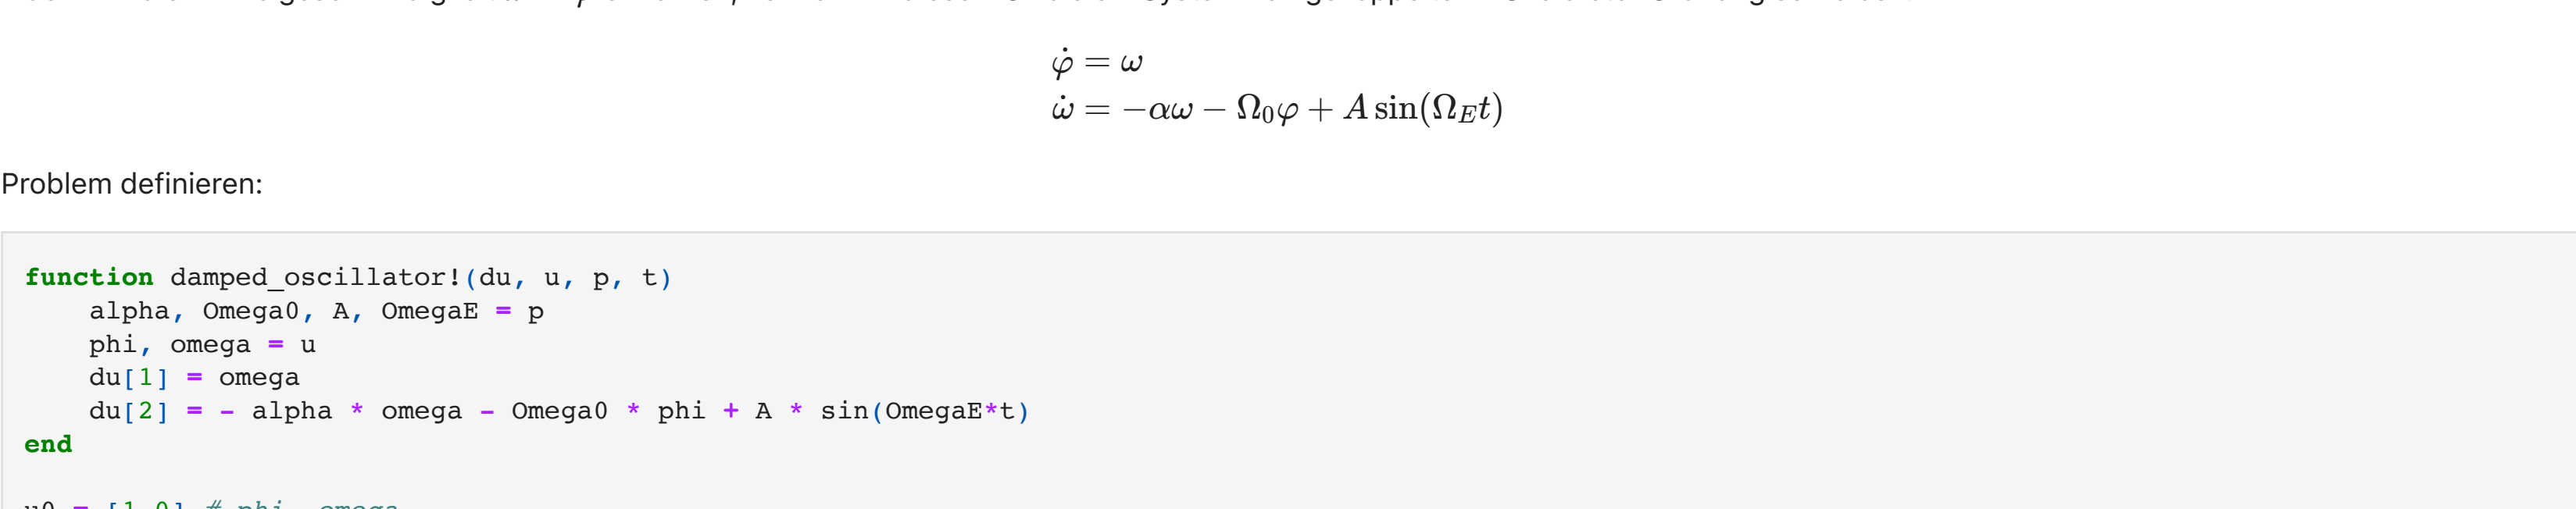 φ̇ = ω
ω̇ = −αω − Ω₀φ + A sin(Ω_E t)
Problem definieren:
function damped_oscillator!(du, u, p, t)
    alpha, Omega0, A, OmegaE = p
    phi, omega = u
    du[1] = omega
    du[2] = - alpha * omega - Omega0 * phi + A * sin(OmegaE*t)
end